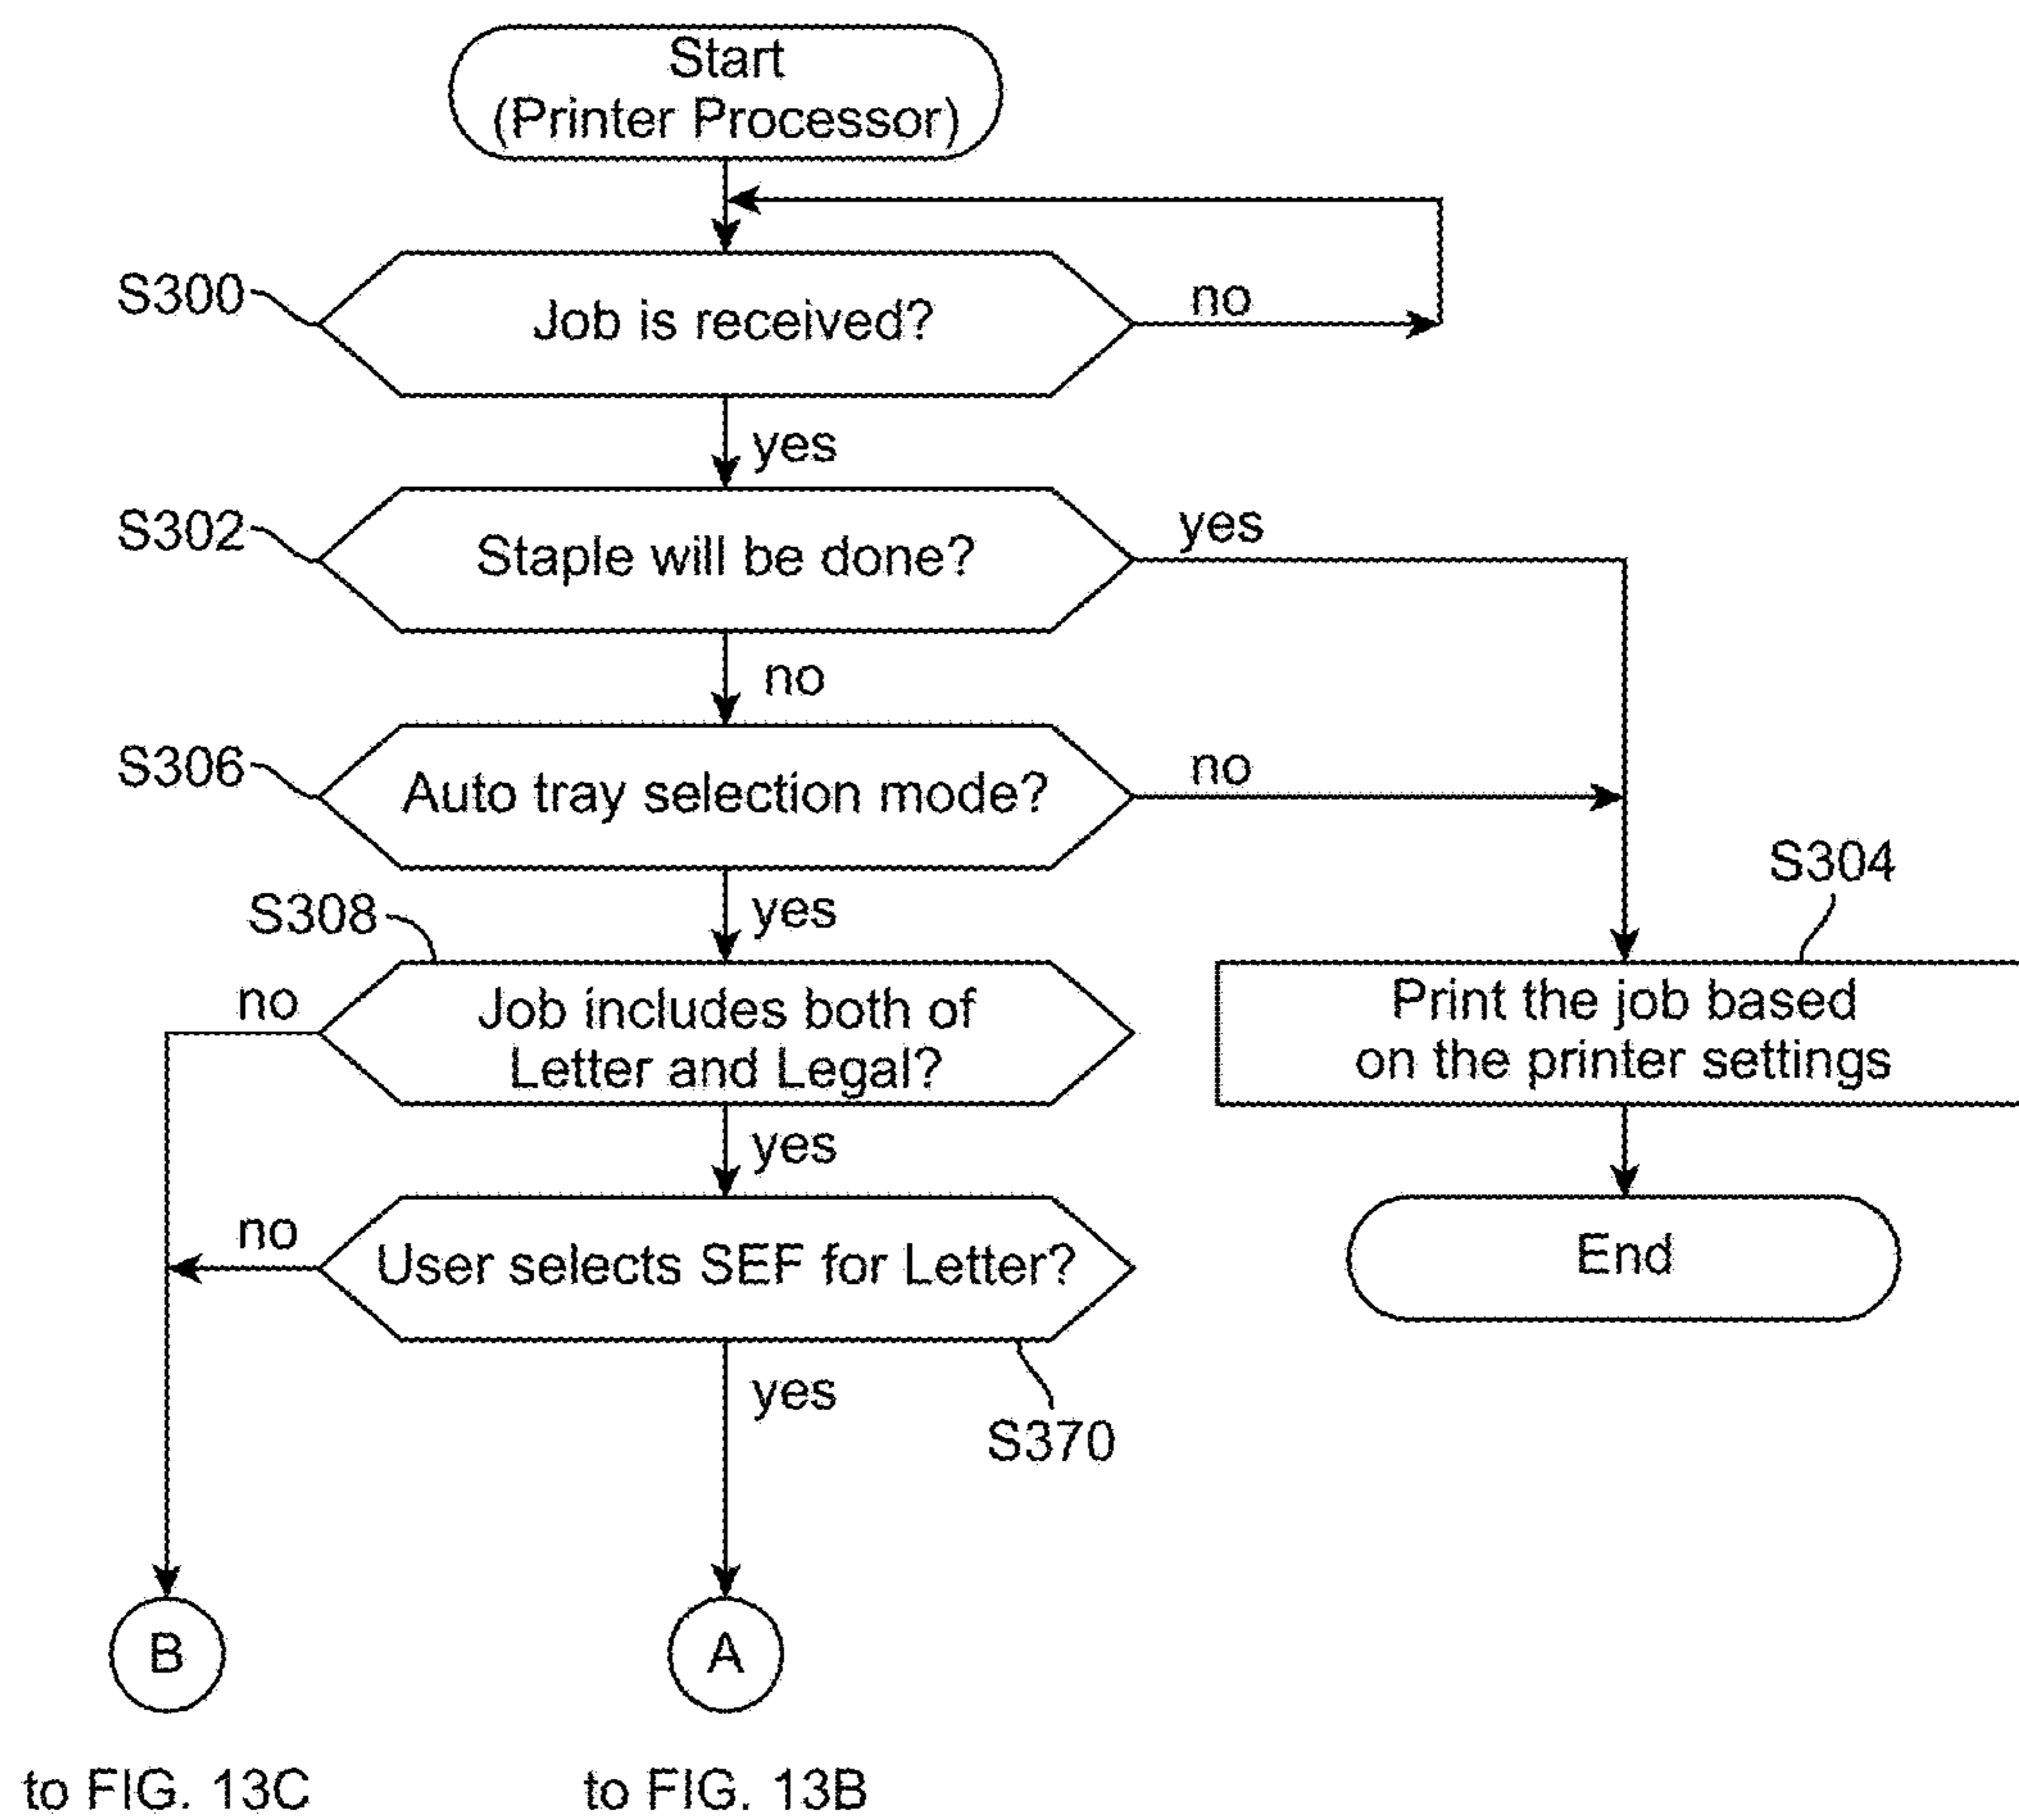 Start
(Printer Processor)
S300
Job is received?
no
yes
S302
Staple will be done?
yes
no
S306
Auto tray selection mode?
no
yes
S304
Print the job based
on the printer settings
End
S308
no
Job includes both of
Letter and Legal?
yes
no
User selects SEF for Letter?
yes
S370
B
A
to FIG. 13C
to FIG. 13B